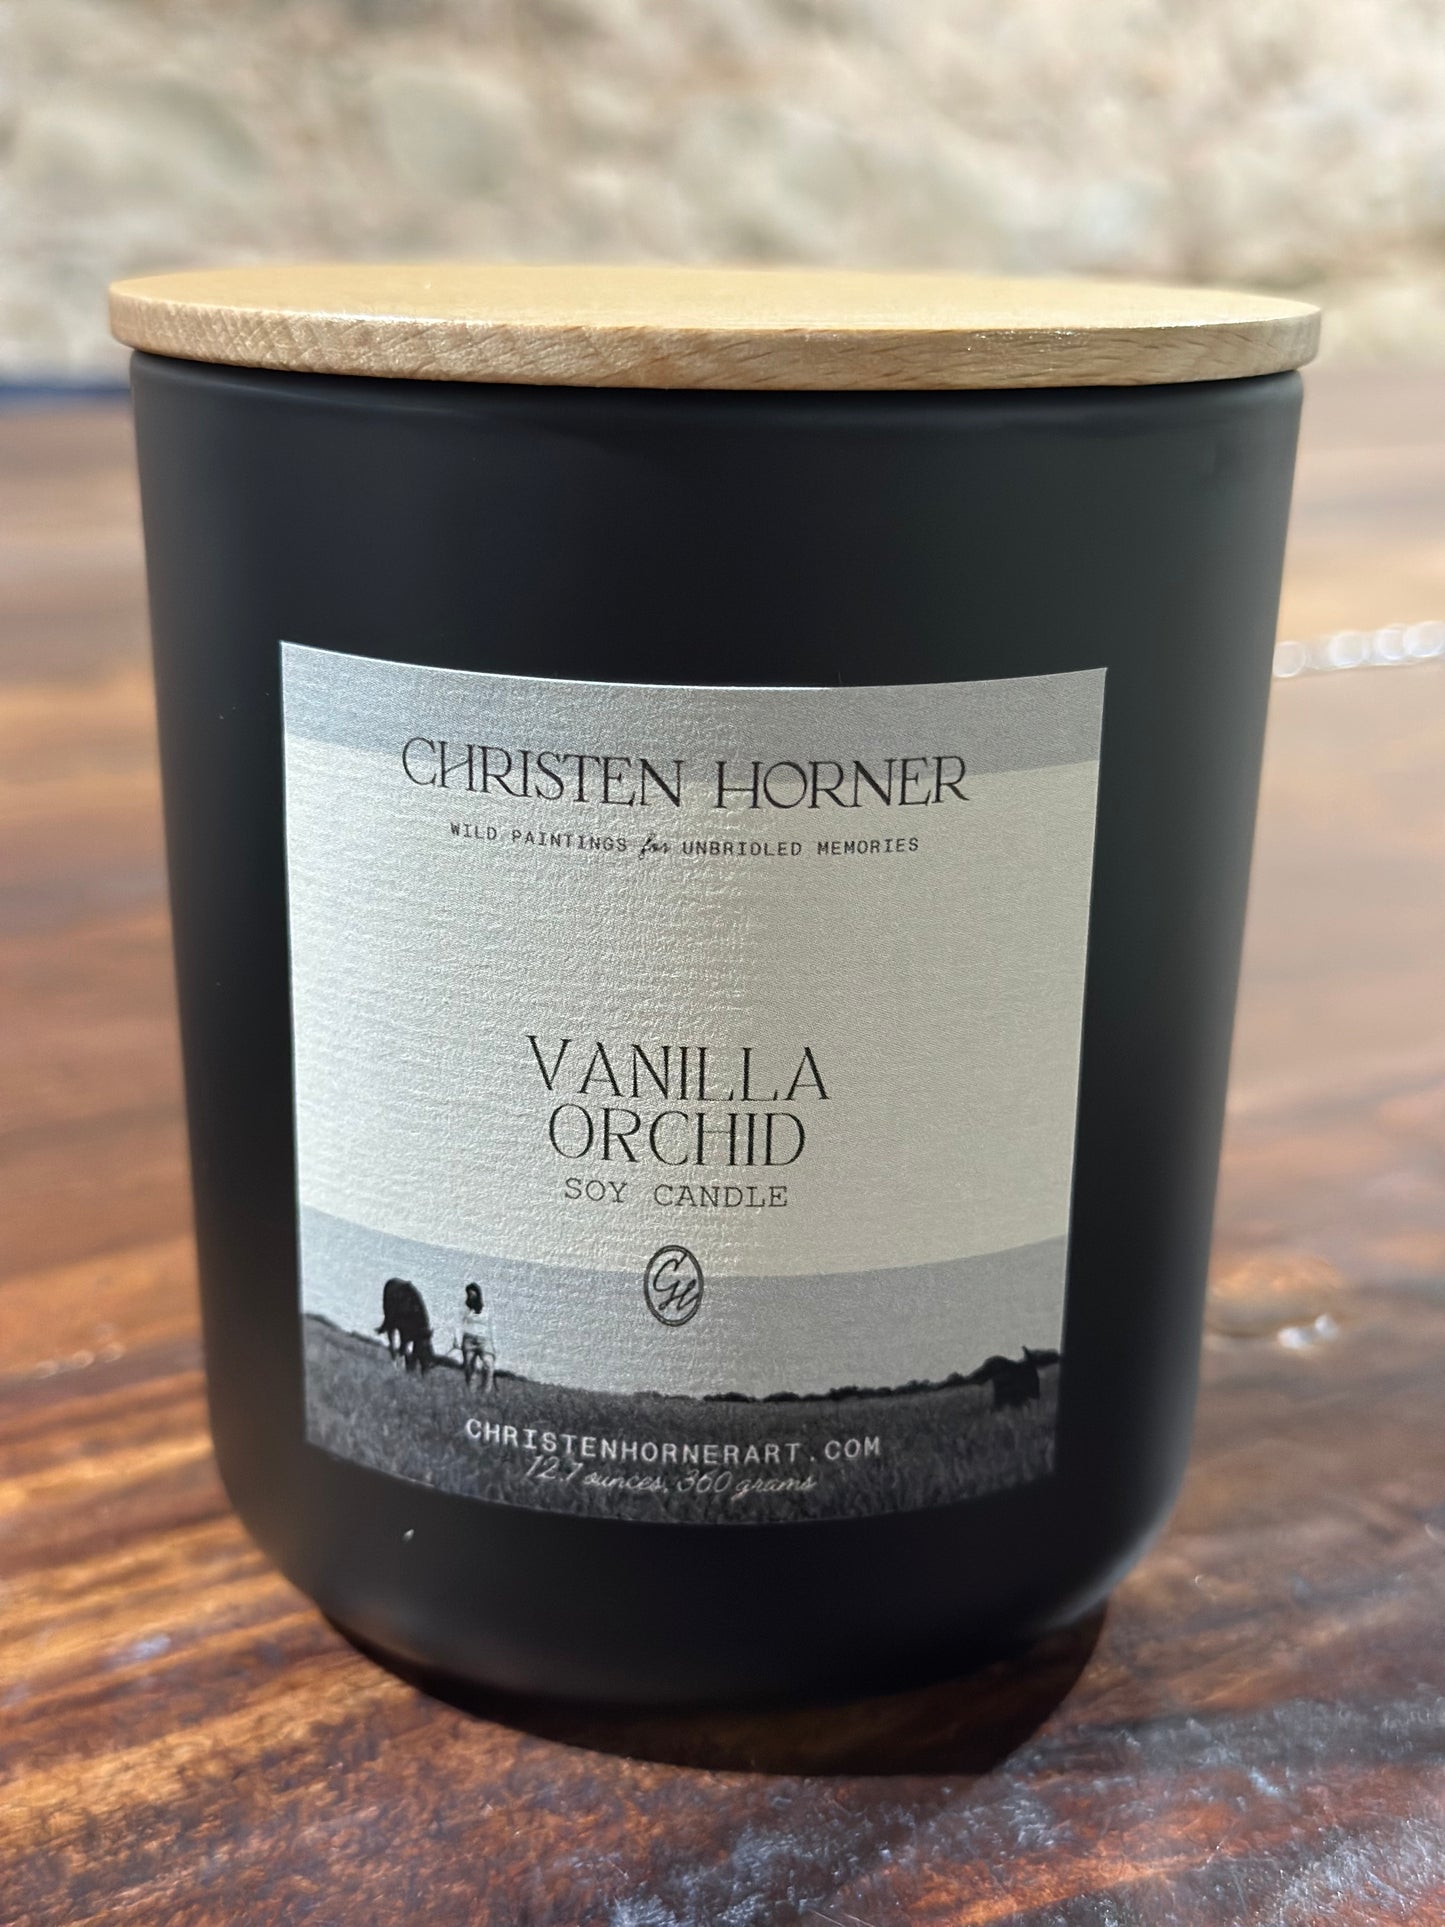 CHRISTEN HORNER
WILD PAINTINGS for UNBRIDLED MEMORIES
VANILLA
ORCHID
SOY CANDLE
CH
CHRISTENHORNERART.COM
12.7 ounces, 360 grams